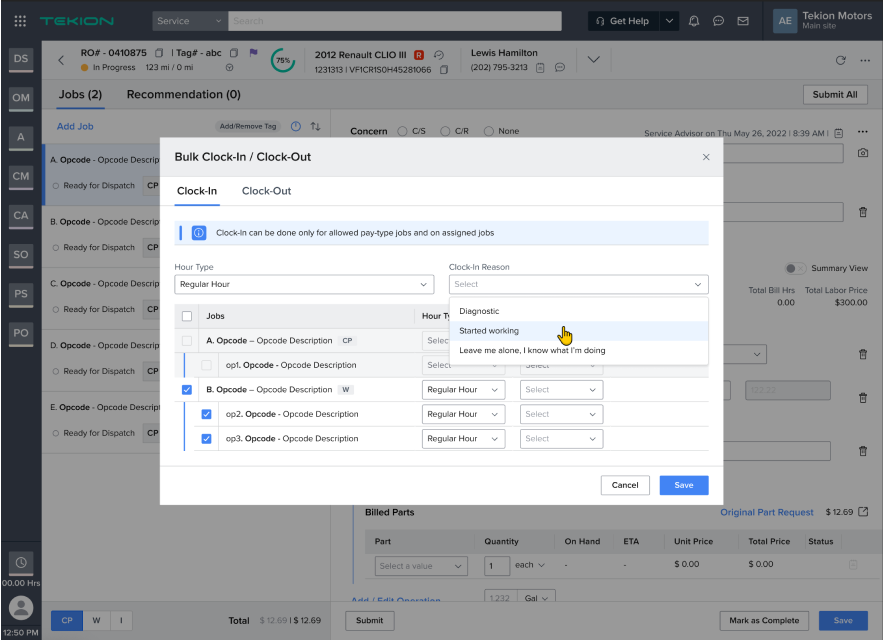 TEKION
Service
Search
Get Help
AE
Tekion Motors
Main site
DS
OM
A
CM
CA
SO
PS
PO
00.00 Hrs
12:50 PM
RO# - 0410875 | Tag# - abc
In Progress 123 mi / 0 mi
75%
2012 Renault CLIO III R
1231313 | VF1CR1S0H45281066
Lewis Hamilton
(202) 795-3213
Jobs (2)
Recommendation (0)
Submit All
Add Job
Add/Remove Tag
Concern C/S C/R None
Service Advisor on Thu May 26, 2022 | 8:39 AM |
A. Opcode - Opcode Descrip
Ready for Dispatch CP
B. Opcode - Opcode Descrip
Ready for Dispatch CP
C. Opcode - Opcode Descrip
Ready for Dispatch CP
D. Opcode - Opcode Descrip
Ready for Dispatch CP
E. Opcode - Opcode Descript
Ready for Dispatch CP
Summary View
Total Bill Hrs Total Labor Price
0.00 $300.00
Bulk Clock-In / Clock-Out
Clock-In
Clock-Out
Clock-In can be done only for allowed pay-type jobs and on assigned jobs
Hour Type
Regular Hour
Clock-In Reason
Select
Diagnostic
Started working
Leave me alone, I know what I'm doing
Jobs
Hour Ty
A. Opcode – Opcode Description CP
Selec
op1. Opcode - Opcode Description
Select
Select
B. Opcode – Opcode Description W
Regular Hour
Select
op2. Opcode - Opcode Description
Regular Hour
Select
op3. Opcode - Opcode Description
Regular Hour
Select
Cancel
Save
Billed Parts
Original Part Request
$ 12.69
Part Quantity On Hand ETA Unit Price Total Price Status
Select a value 1 each - - $ 0.00 $ 0.00
Add / Edit Operation
1,232 Gal
CP W I
Total $ 12.69 | $ 12.69
Submit
Mark as Complete
Save